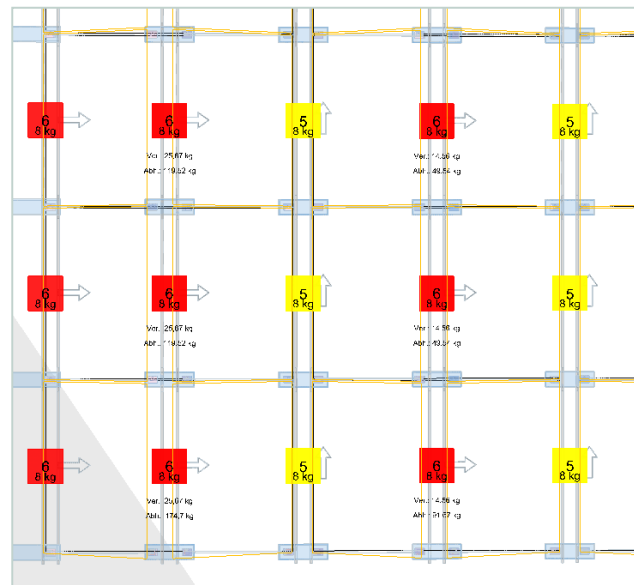 6 6 5 6 5
8 kg 8 kg 8 kg 8 kg 8 kg
Ver.: 25,67 kg Ver.: 14,56 kg
Abh.: 119,52 kg Abh.: 49,54 kg
6 6 5 6 5
8 kg 8 kg 8 kg 8 kg 8 kg
Ver.: 25,67 kg Ver.: 14,56 kg
Abh.: 119,52 kg Abh.: 49,54 kg
6 6 5 6 5
8 kg 8 kg 8 kg 8 kg 8 kg
Ver.: 25,67 kg Ver.: 14,56 kg
Abh.: 174,7 kg Abh.: 91,67 kg